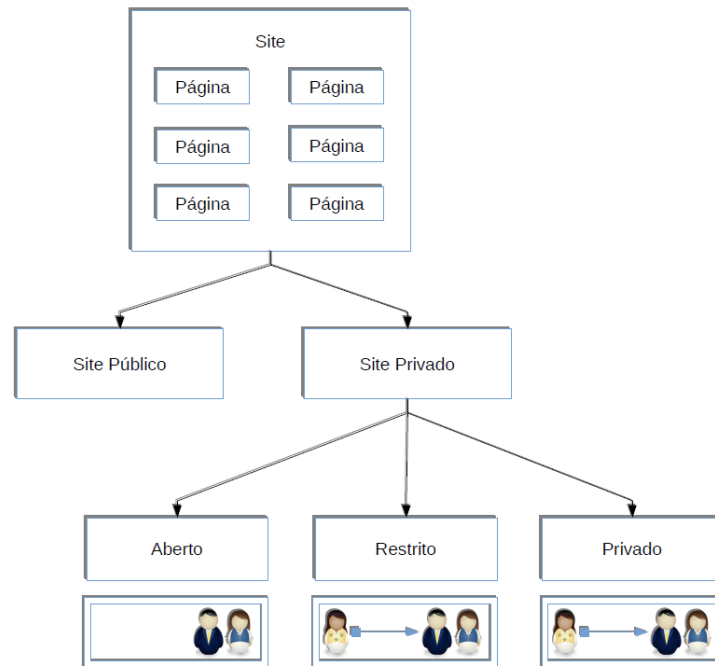 Site
Página Página
Página Página
Página Página
Site Público Site Privado
Aberto Restrito Privado